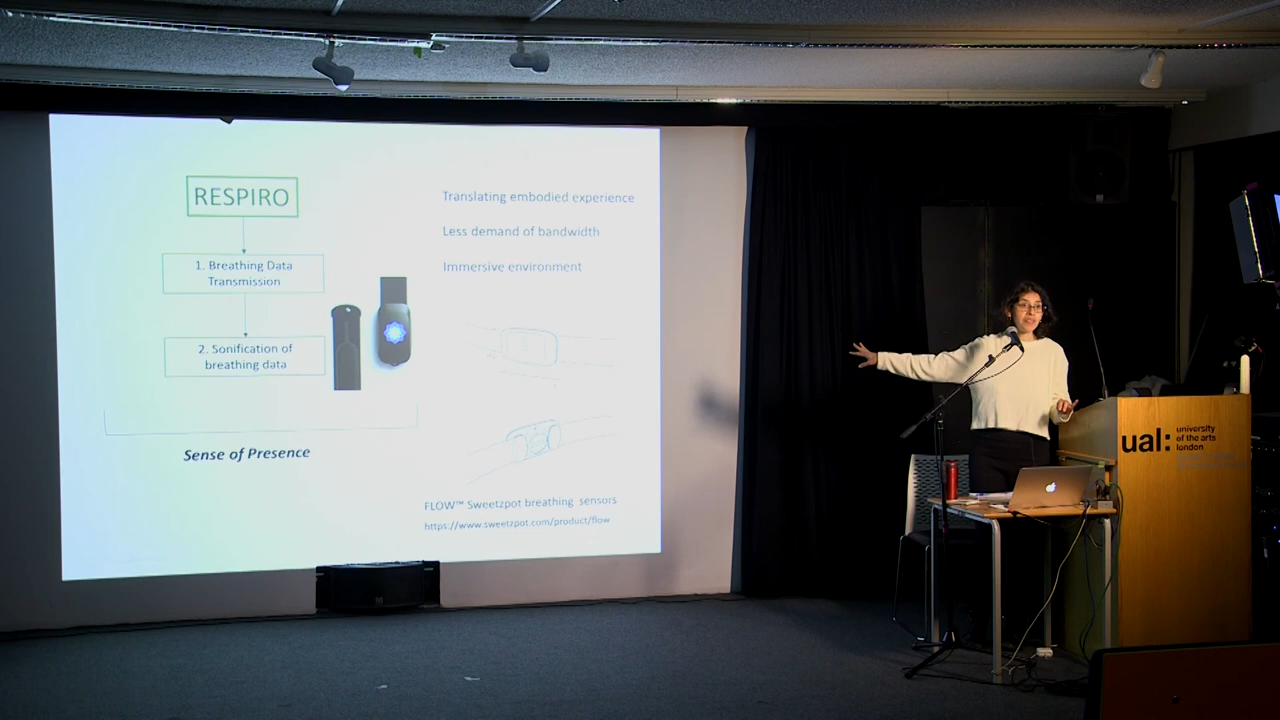 RESPIRO
1. Breathing Data
Transmission
2. Sonification of
breathing data
Sense of Presence
Translating embodied experience
Less demand of bandwidth
Immersive environment
FLOW™ Sweetzpot breathing sensors
https://www.sweetzpot.com/product/flow
ual:
university
of the arts
london